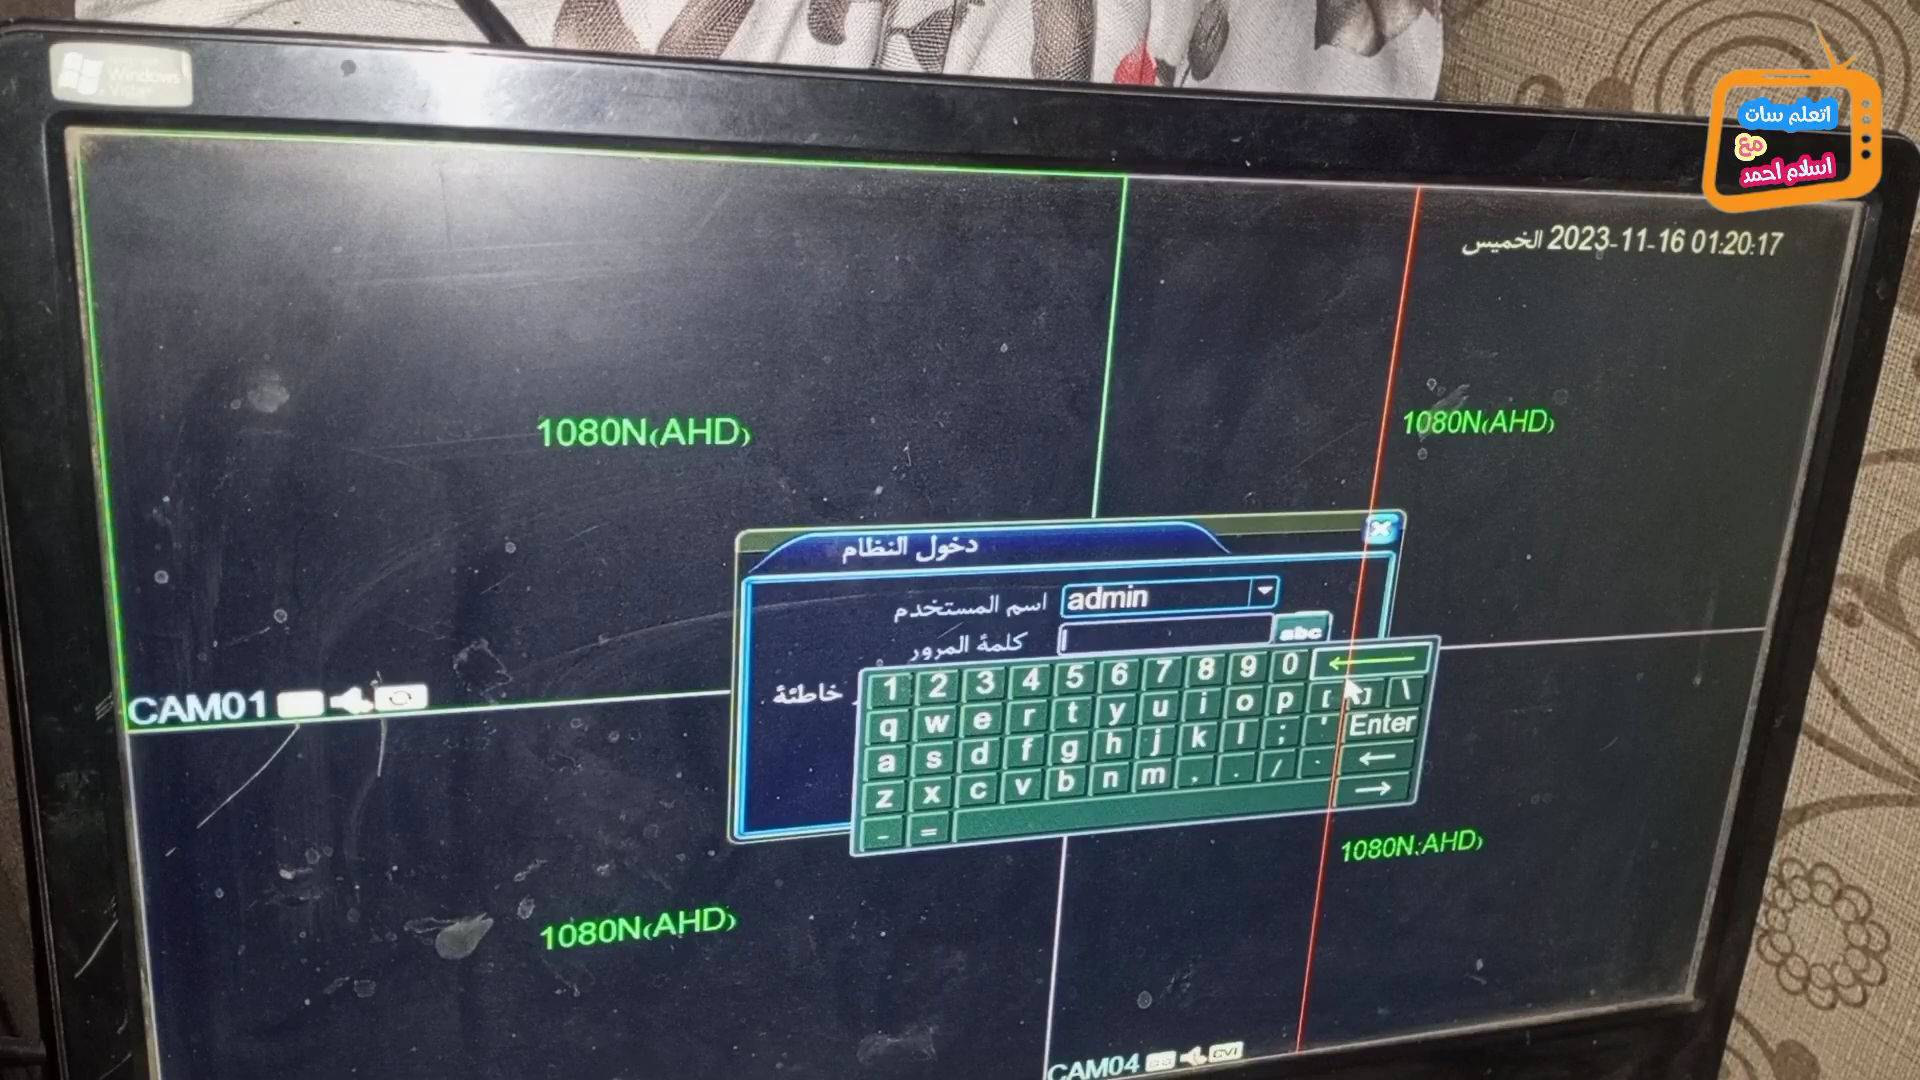 Windows
Vista
اتعلم سات
مع
اسلام احمد
الخميس 2023-11-16 01:20:17
1080N(AHD)
1080N(AHD)
دخول النظام
اسم المستخدم admin
كلمة المرور abc
خاطئة
1 2 3 4 5 6 7 8 9 0 ←
q w e r t y u i o p [ ] \
a s d f g h j k l ; ' Enter
z x c v b n m , . / ` ←
- = →
CAM01
1080N(AHD)
1080N(AHD)
CAM04 CVI